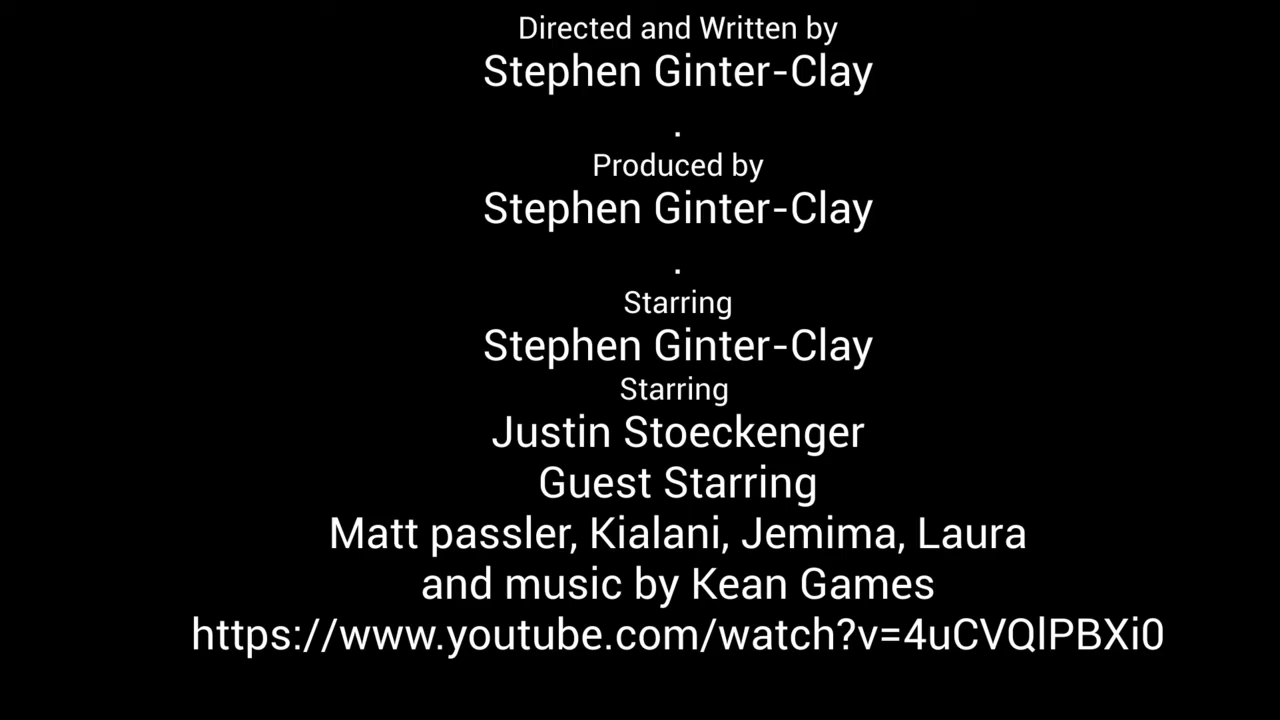 Directed and Written by
Stephen Ginter-Clay
.
Produced by
Stephen Ginter-Clay
.
Starring
Stephen Ginter-Clay
Starring
Justin Stoeckenger
Guest Starring
Matt passler, Kialani, Jemima, Laura
and music by Kean Games
https://www.youtube.com/watch?v=4uCVQlPBXi0